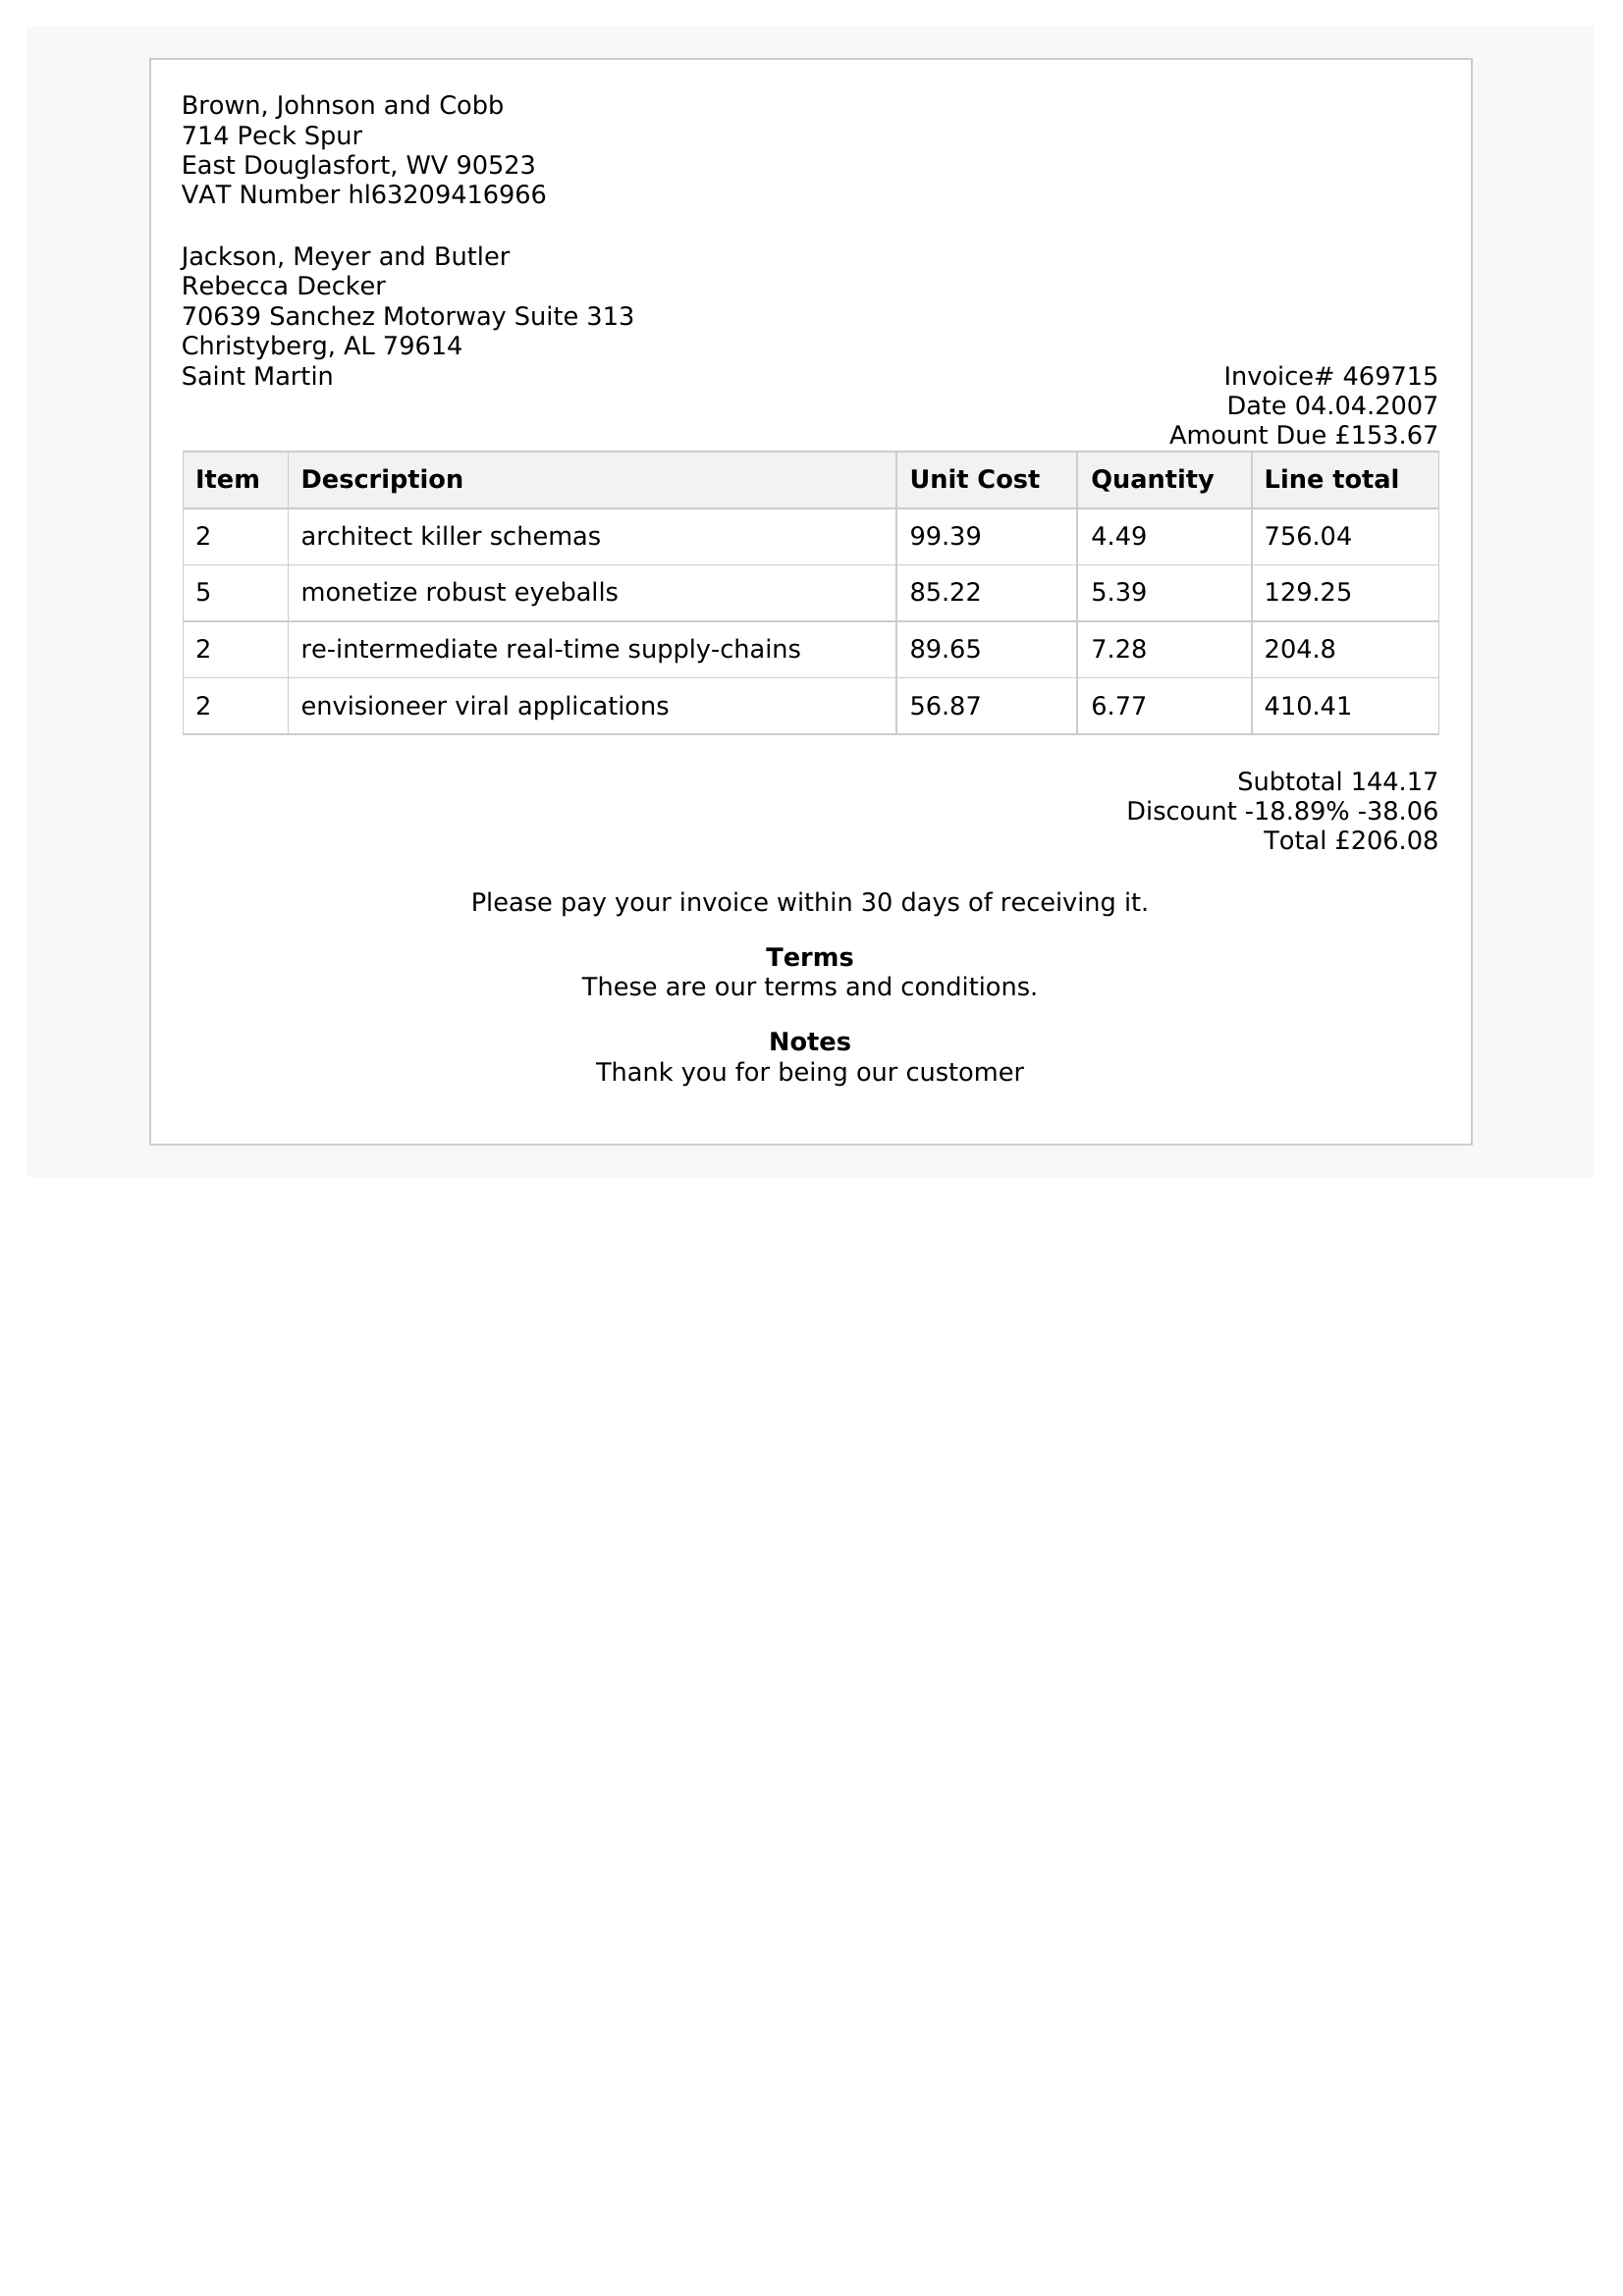 Brown, Johnson and Cobb
714 Peck Spur
East Douglasfort, WV 90523
VAT Number hl63209416966
Jackson, Meyer and Butler
Rebecca Decker
70639 Sanchez Motorway Suite 313
Christyberg, AL 79614
Saint Martin
Invoice# 469715
Date 04.04.2007
Amount Due £153.67
Item Description Unit Cost Quantity Line total
2 architect killer schemas 99.39 4.49 756.04
5 monetize robust eyeballs 85.22 5.39 129.25
2 re-intermediate real-time supply-chains 89.65 7.28 204.8
2 envisioneer viral applications 56.87 6.77 410.41
Subtotal 144.17
Discount -18.89% -38.06
Total £206.08
Please pay your invoice within 30 days of receiving it.
Terms
These are our terms and conditions.
Notes
Thank you for being our customer